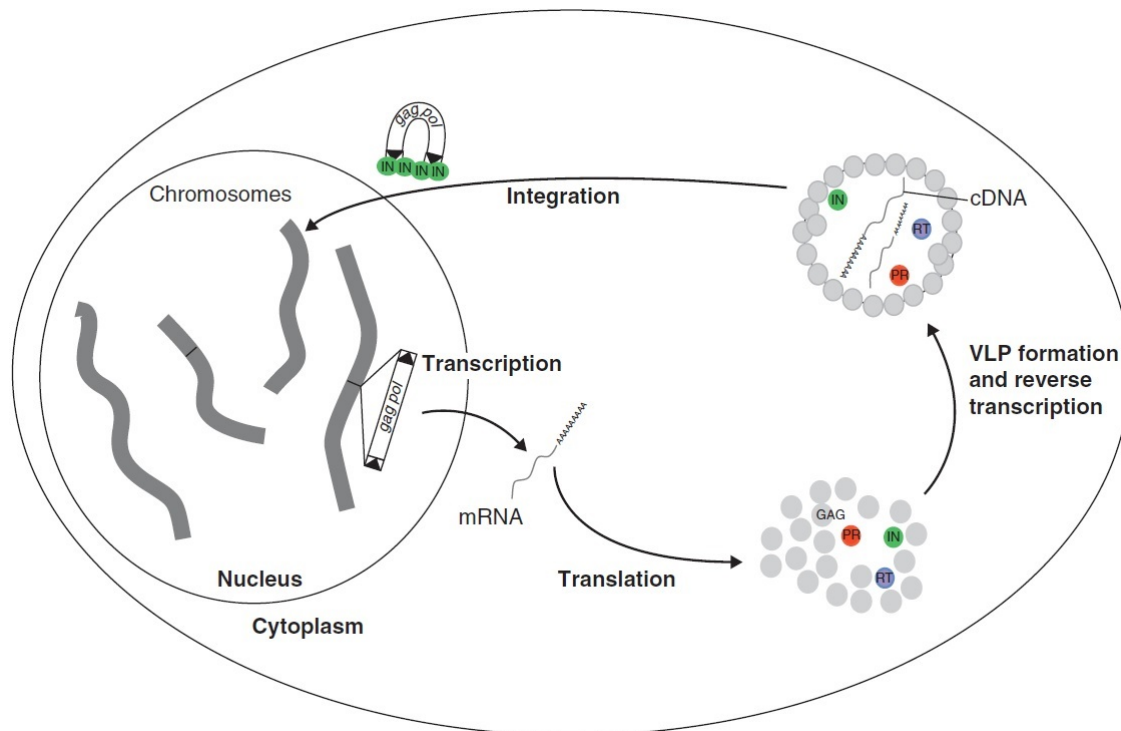 gag pol
IN IN IN IN
Chromosomes
Integration
IN
cDNA
RT
PR
Transcription
gag pol
AAAAAAAAA
mRNA
VLP formation
and reverse
transcription
GAG
PR
IN
RT
Translation
Nucleus
Cytoplasm